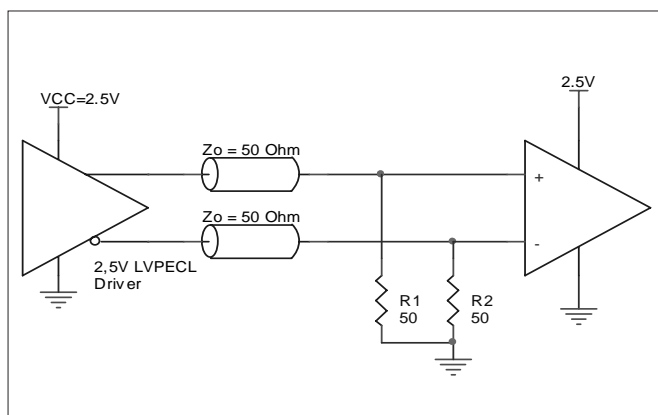 VCC=2.5V
2.5V
Zo = 50 Ohm
+
Zo = 50 Ohm
-
2,5V LVPECL
Driver
R1
50
R2
50